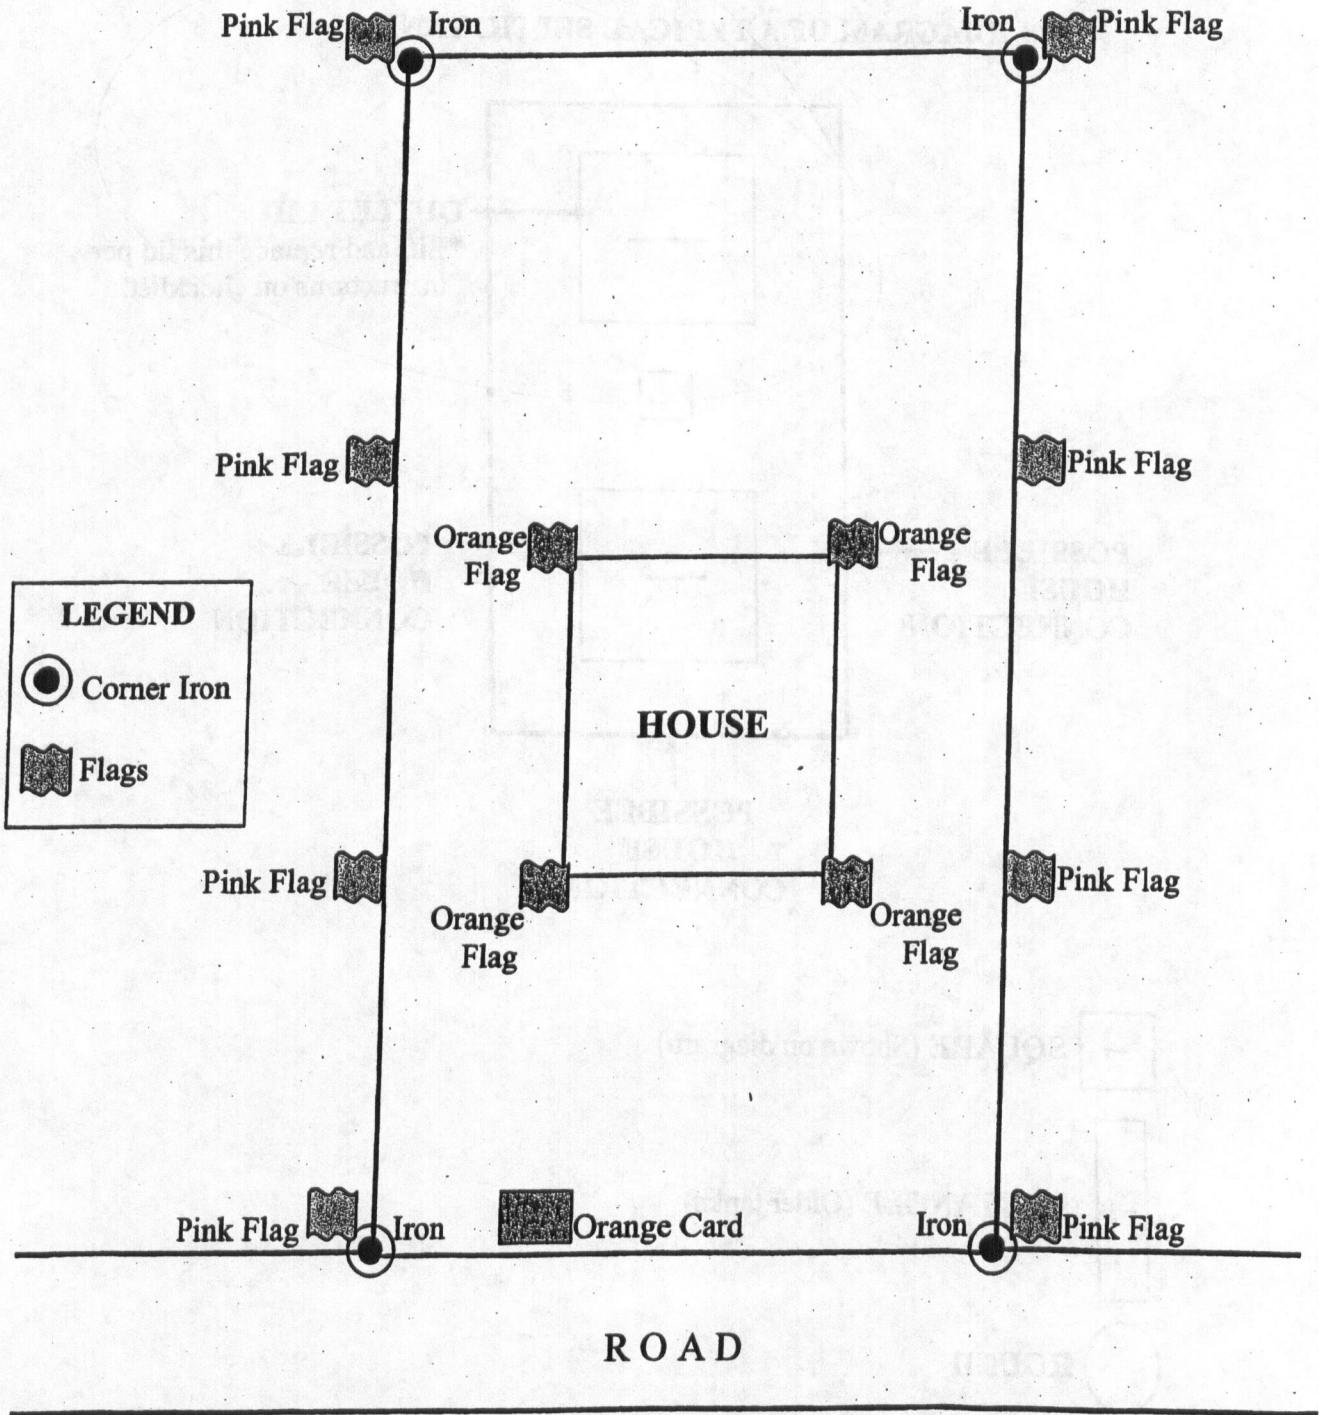 Pink Flag Iron Iron Pink Flag
Pink Flag Pink Flag
Orange Flag
Orange Flag
LEGEND
Corner Iron
Flags
HOUSE
Pink Flag Pink Flag
Orange Flag
Orange Flag
Pink Flag Iron Orange Card Iron Pink Flag
ROAD